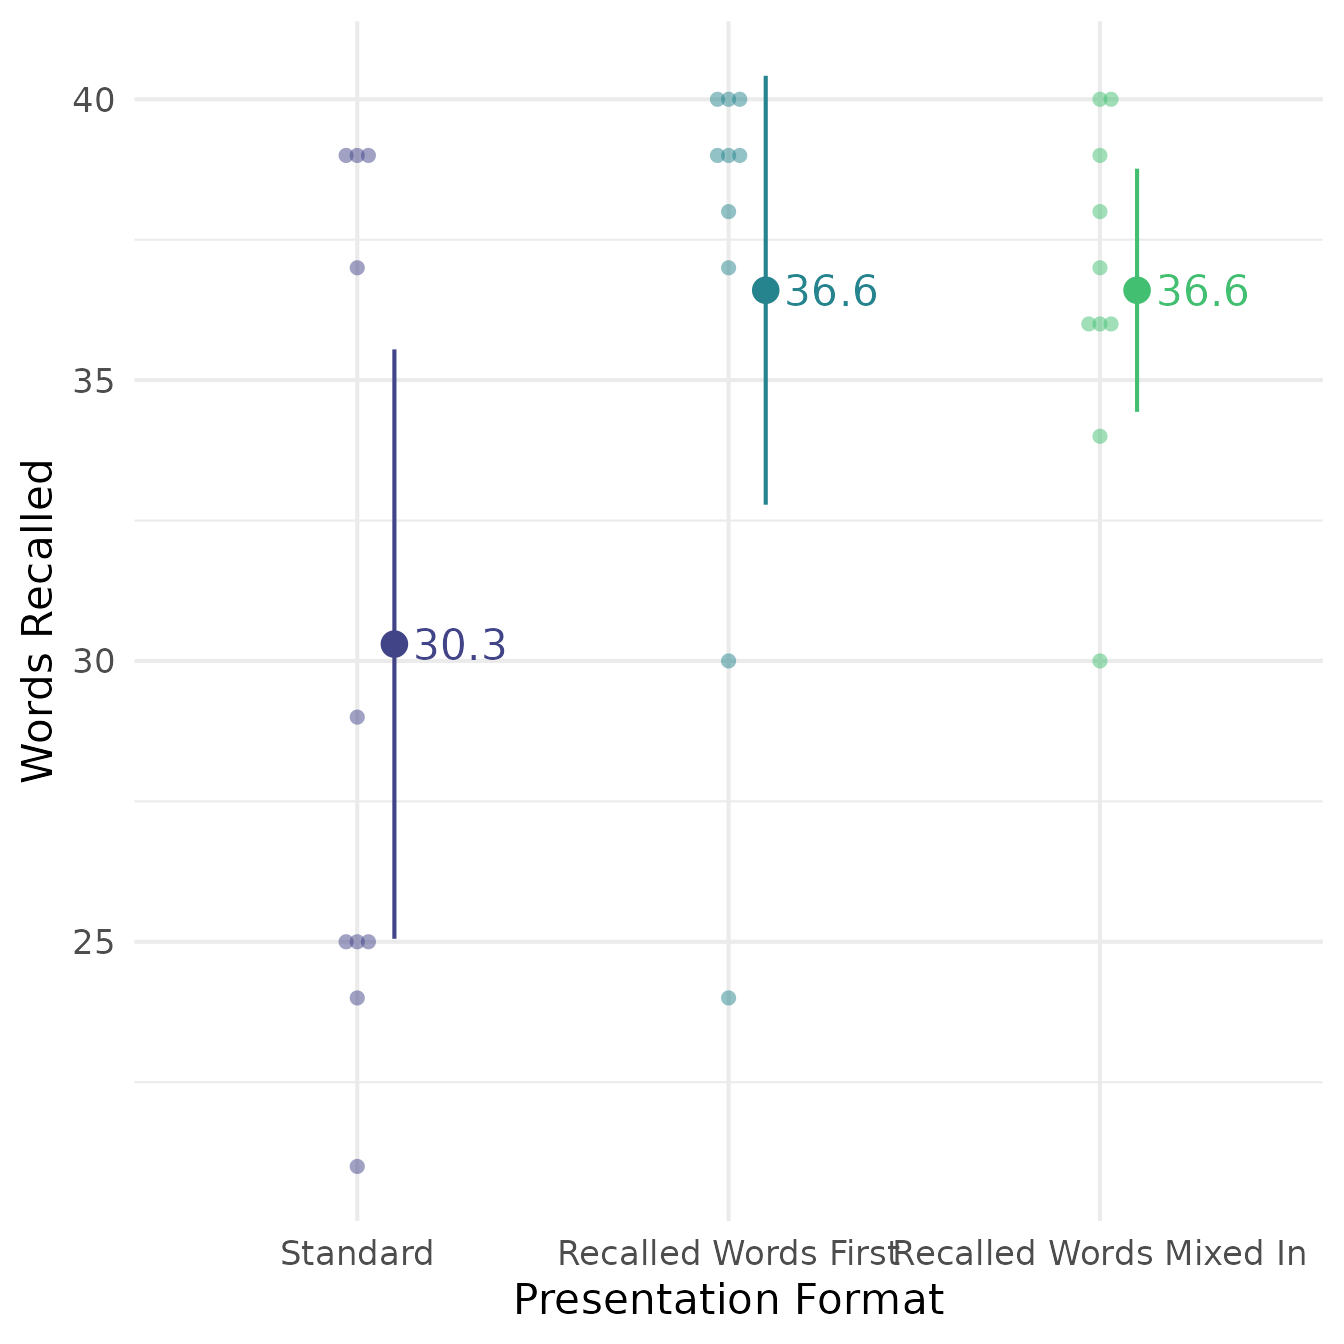 Words Recalled
40
35
30
25
36.6
36.6
30.3
Standard
Recalled Words First
Recalled Words Mixed In
Presentation Format